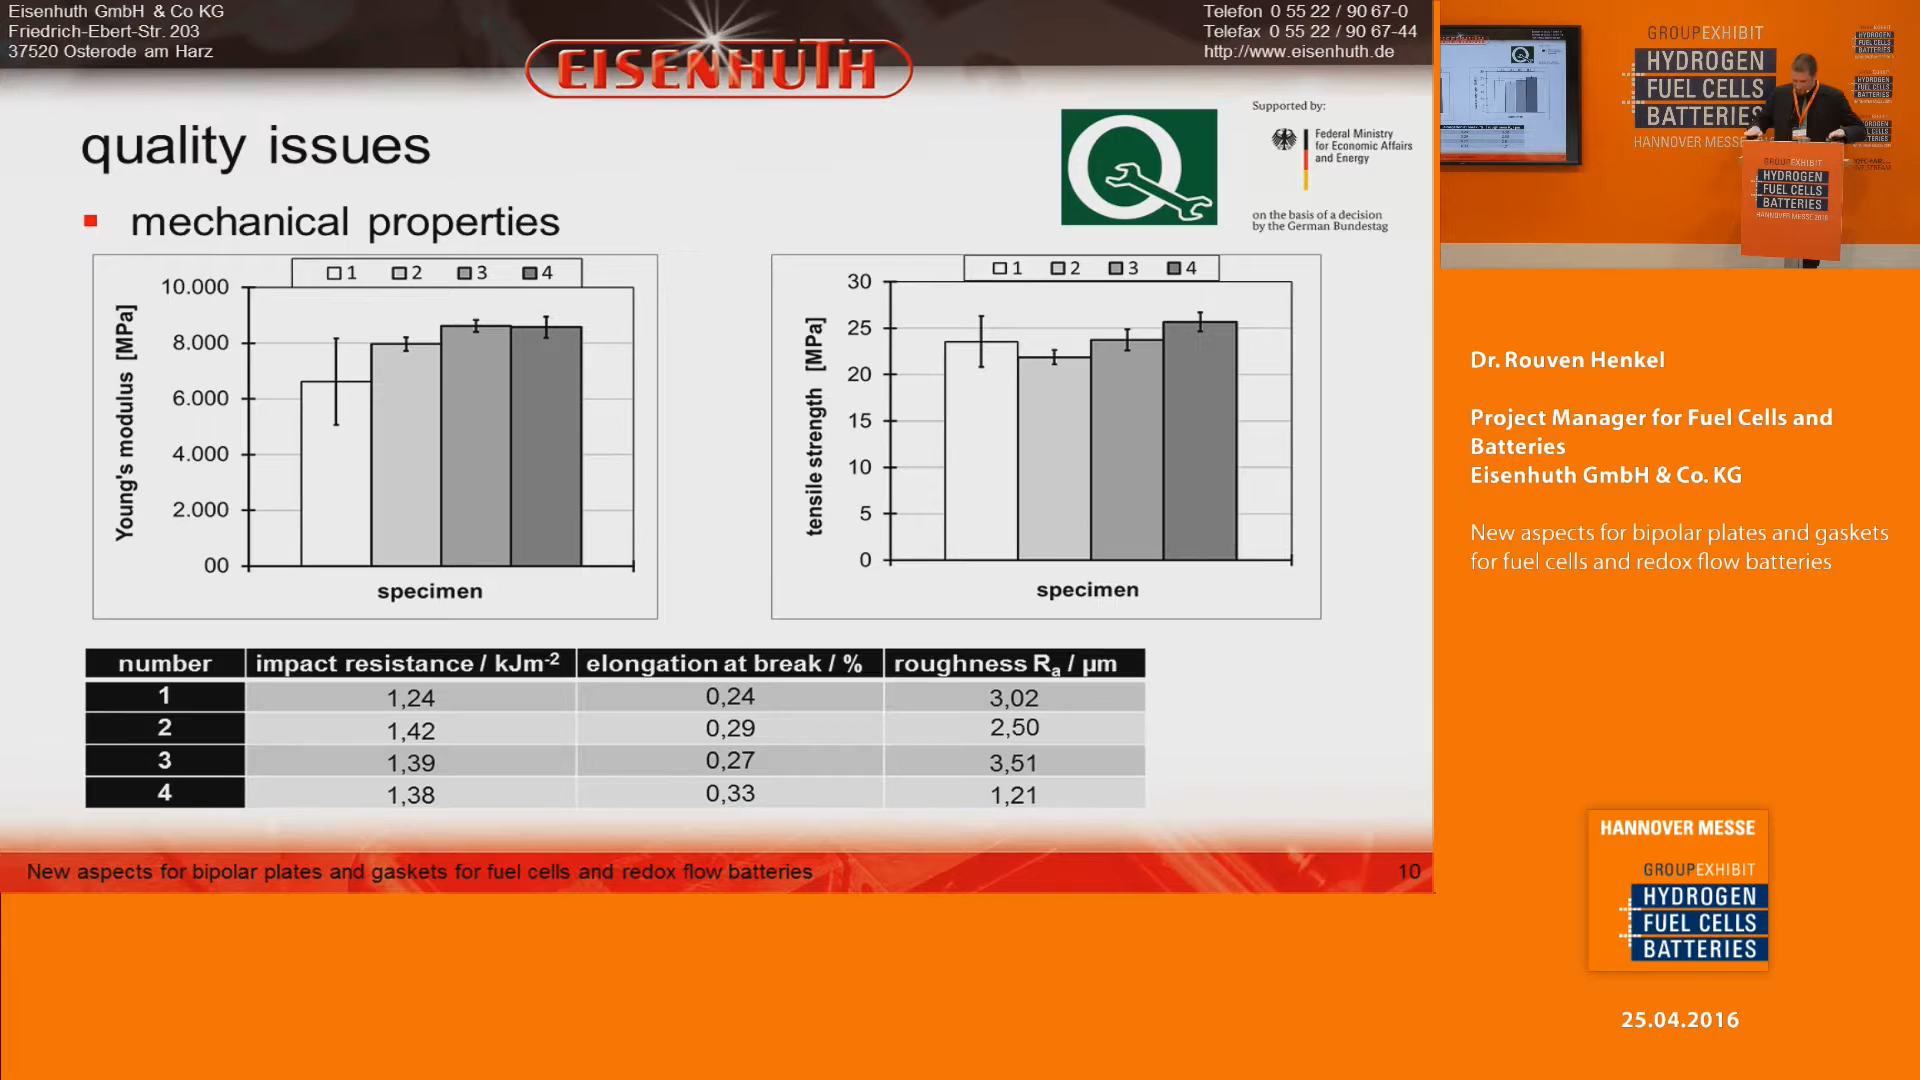 Eisenhuth GmbH & Co KG
Friedrich-Ebert-Str. 203
37520 Osterode am Harz
EISENHUTH
Telefon 0 55 22 / 90 67-0
Telefax 0 55 22 / 90 67-44
http://www.eisenhuth.de
quality issues
mechanical properties
Supported by:
Federal Ministry
for Economic Affairs
and Energy
on the basis of a decision
by the German Bundestag
1 2 3 4
10.000
8.000
6.000
4.000
2.000
00
Young's modulus [MPa]
specimen
1 2 3 4
30
25
20
15
10
5
0
tensile strength [MPa]
specimen
number impact resistance / kJm-2 elongation at break / % roughness Ra / µm
1 1,24 0,24 3,02
2 1,42 0,29 2,50
3 1,39 0,27 3,51
4 1,38 0,33 1,21
New aspects for bipolar plates and gaskets for fuel cells and redox flow batteries 10
GROUPEXHIBIT
HYDROGEN
FUEL CELLS
BATTERIES
HANNOVER MESSE
GROUPEXHIBIT
HYDROGEN
FUEL CELLS
BATTERIES
HANNOVER MESSE 2016
Dr. Rouven Henkel
Project Manager for Fuel Cells and
Batteries
Eisenhuth GmbH & Co. KG
New aspects for bipolar plates and gaskets
for fuel cells and redox flow batteries
HANNOVER MESSE
GROUPEXHIBIT
HYDROGEN
FUEL CELLS
BATTERIES
25.04.2016